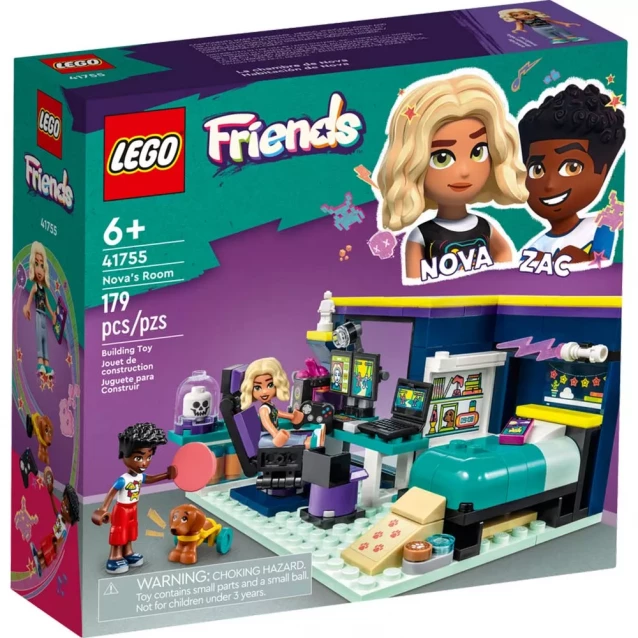 LEGO
41755
La chambre de Nova
Habitación de Nova
LEGO
Friends
41755
LEGO
Friends
6+
41755
Nova's Room
179
pcs/pzs
Building Toy
Jouet de
construction
Juguete para
Construir
NOVA
ZAC
WARNING: CHOKING HAZARD.
Toy contains small parts and a small ball.
Not for children under 3 years.